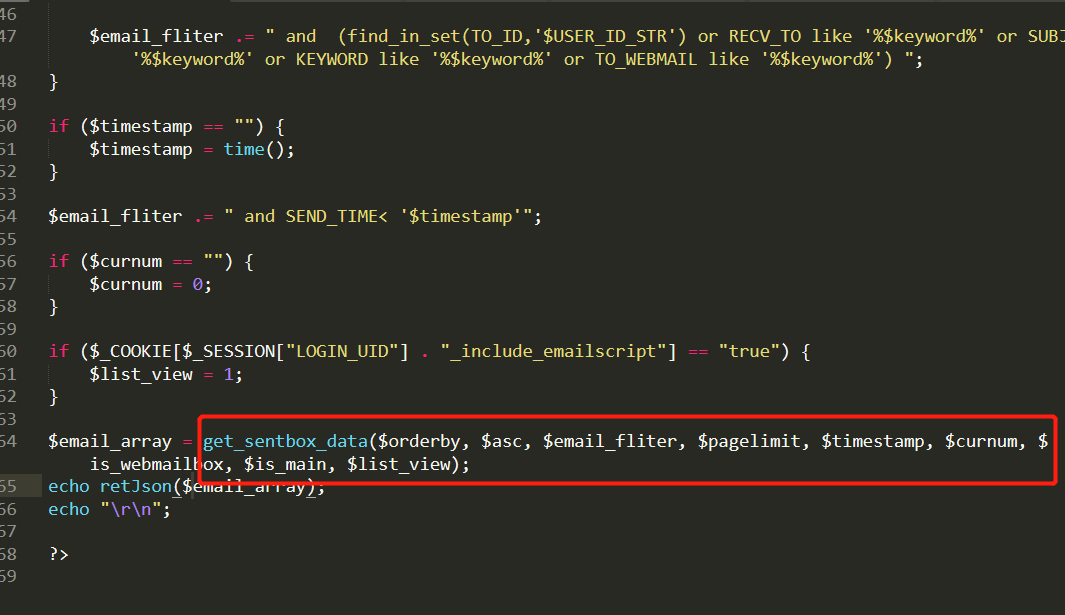 46
47 $email_fliter .= " and (find_in_set(TO_ID,'$USER_ID_STR') or RECV_TO like '%$keyword%' or
'%$keyword%' or KEYWORD like '%$keyword%' or TO_WEBMAIL like '%$keyword%') ";
48 }
49
50 if ($timestamp == "") {
51 $timestamp = time();
52 }
53
54 $email_fliter .= " and SEND_TIME< '$timestamp'";
55
56 if ($curnum == "") {
57 $curnum = 0;
58 }
59
60 if ($_COOKIE[$_SESSION["LOGIN_UID"] . "_include_emailscript"] == "true") {
61 $list_view = 1;
62 }
63
64 $email_array = get_sentbox_data($orderby, $asc, $email_fliter, $pagelimit, $timestamp, $curnum, $
is_webmailbox, $is_main, $list_view);
65 echo retJson($email_array);
66 echo "\r\n";
67
68 ?>
69